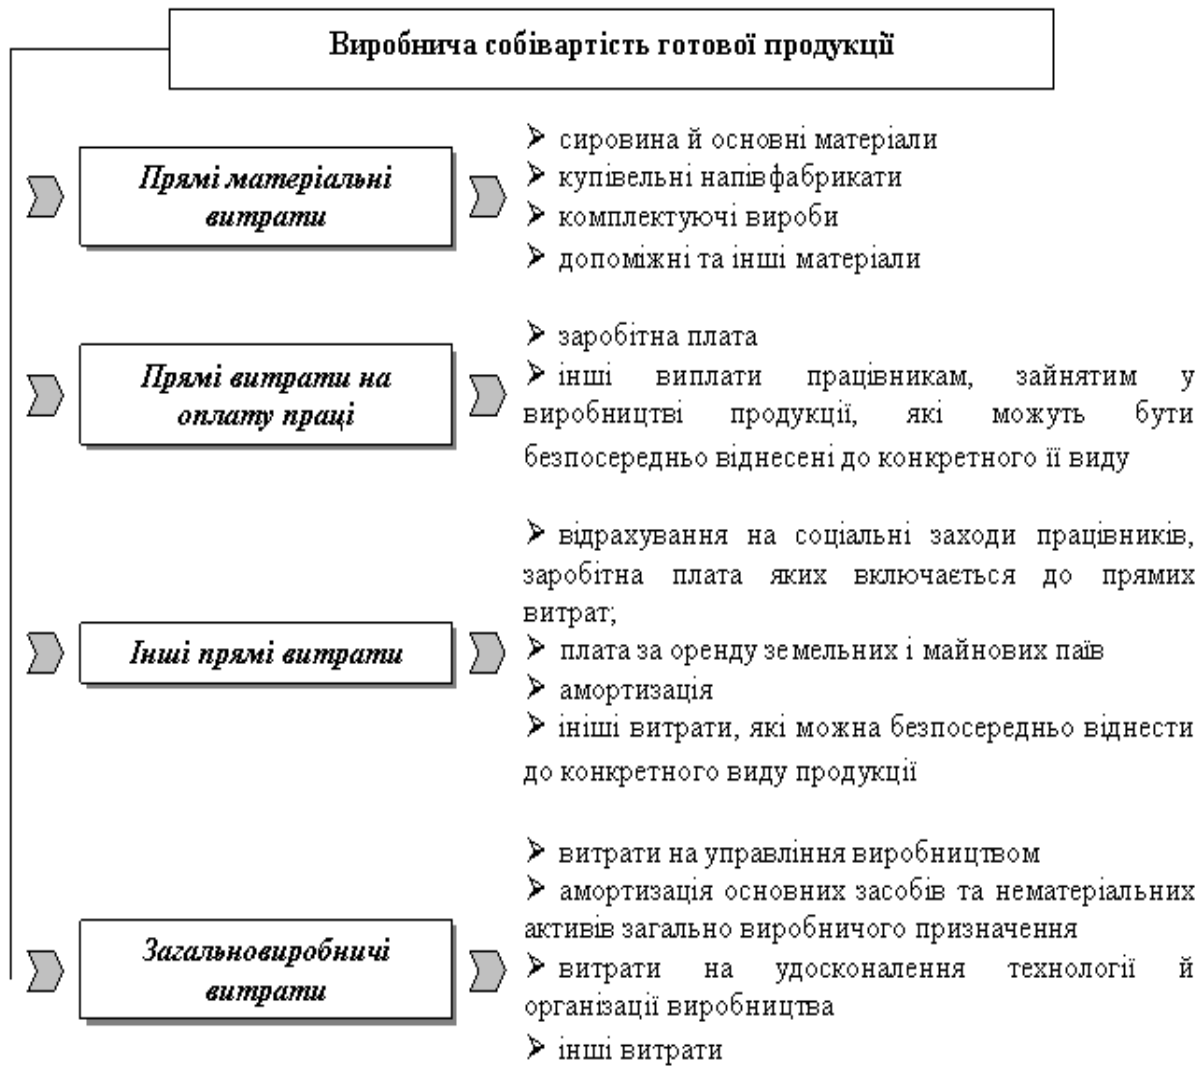 Виробнича собівартість готової продукції
Прямі матеріальні
витрати
➢ сировина й основні матеріали
➢ купівельні напівфабрикати
➢ комплектуючі вироби
➢ допоміжні та інші матеріали
Прямі витрати на
оплату праці
➢ заробітна плата
➢ інші виплати працівникам, зайнятим у
виробництві продукції, які можуть бути
безпосередньо віднесені до конкретного її виду
Інші прямі витрати
➢ відрахування на соціальні заходи працівників,
заробітна плата яких включається до прямих
витрат;
➢ плата за оренду земельних і майнових паїв
➢ амортизація
➢ ініші витрати, які можна безпосередньо віднести
до конкретного виду продукції
Загальновиробничі
витрати
➢ витрати на управління виробництвом
➢ амортизація основних засобів та нематеріальних
активів загально виробничого призначення
➢ витрати на удосконалення технології й
організації виробництва
➢ інші витрати